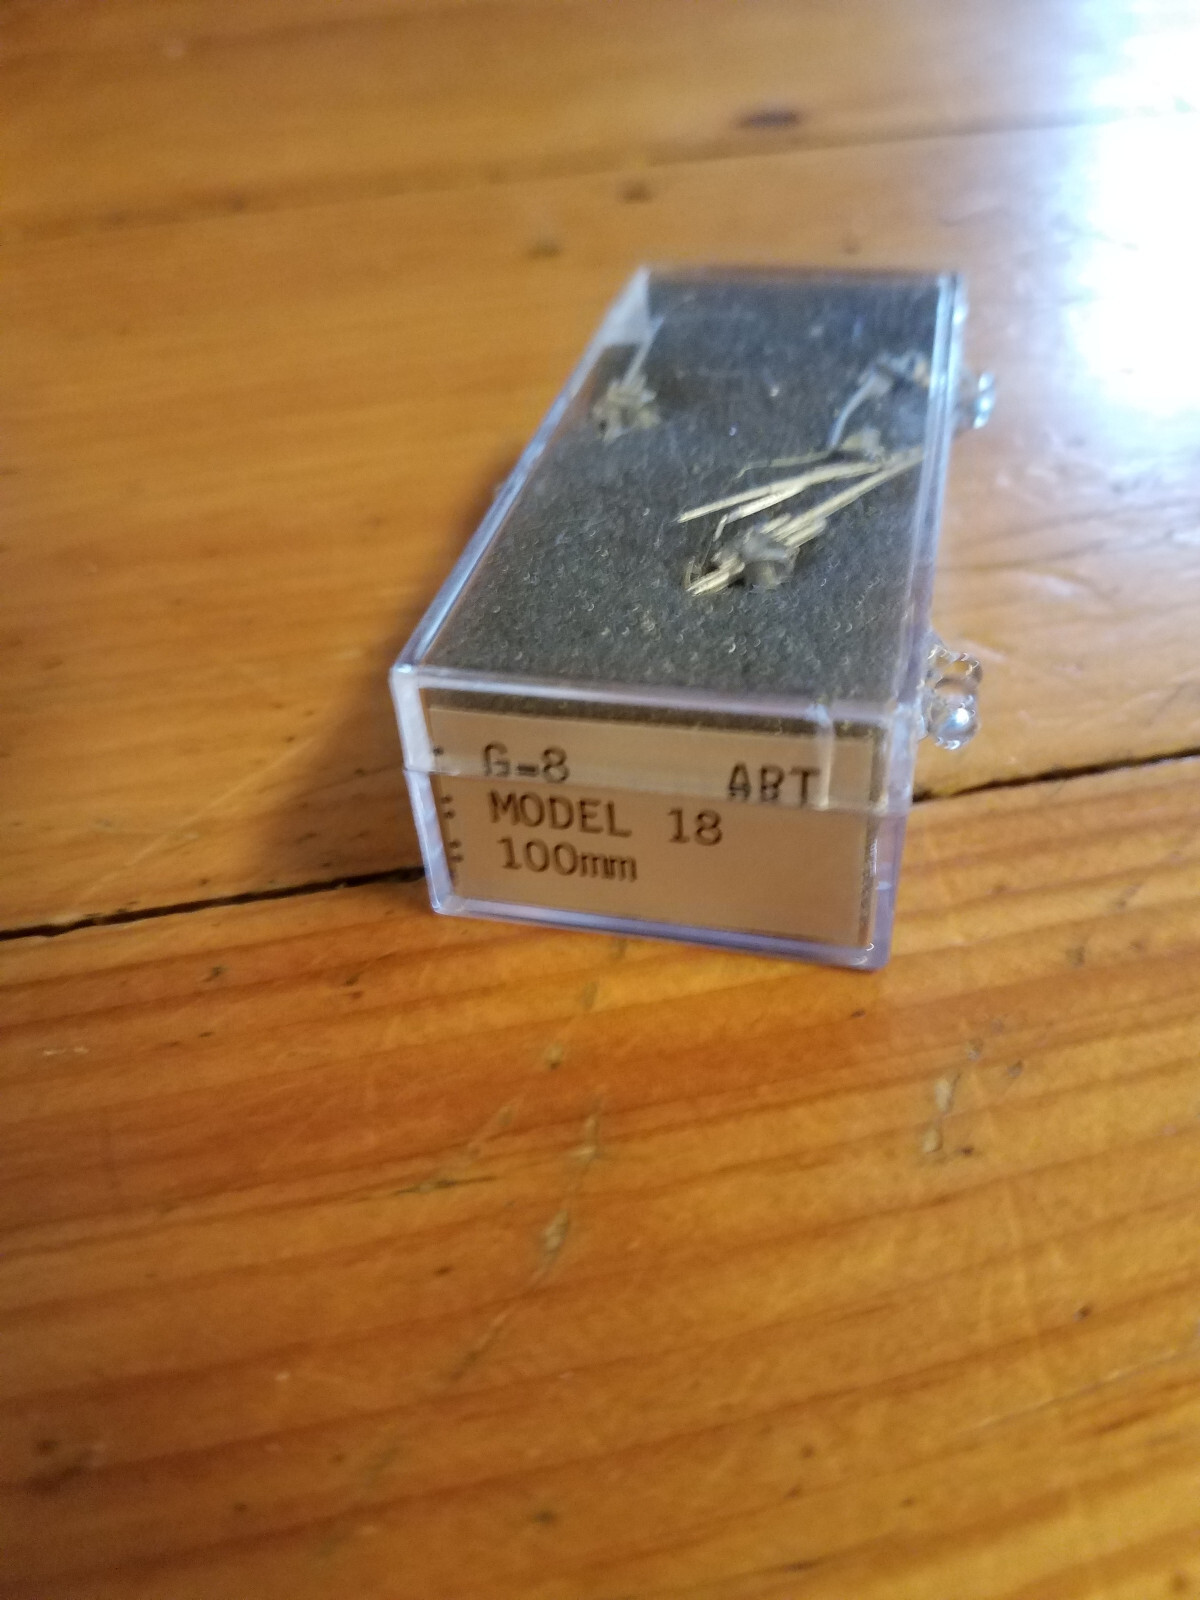 : G-8 ART
: MODEL 18
: 100mm